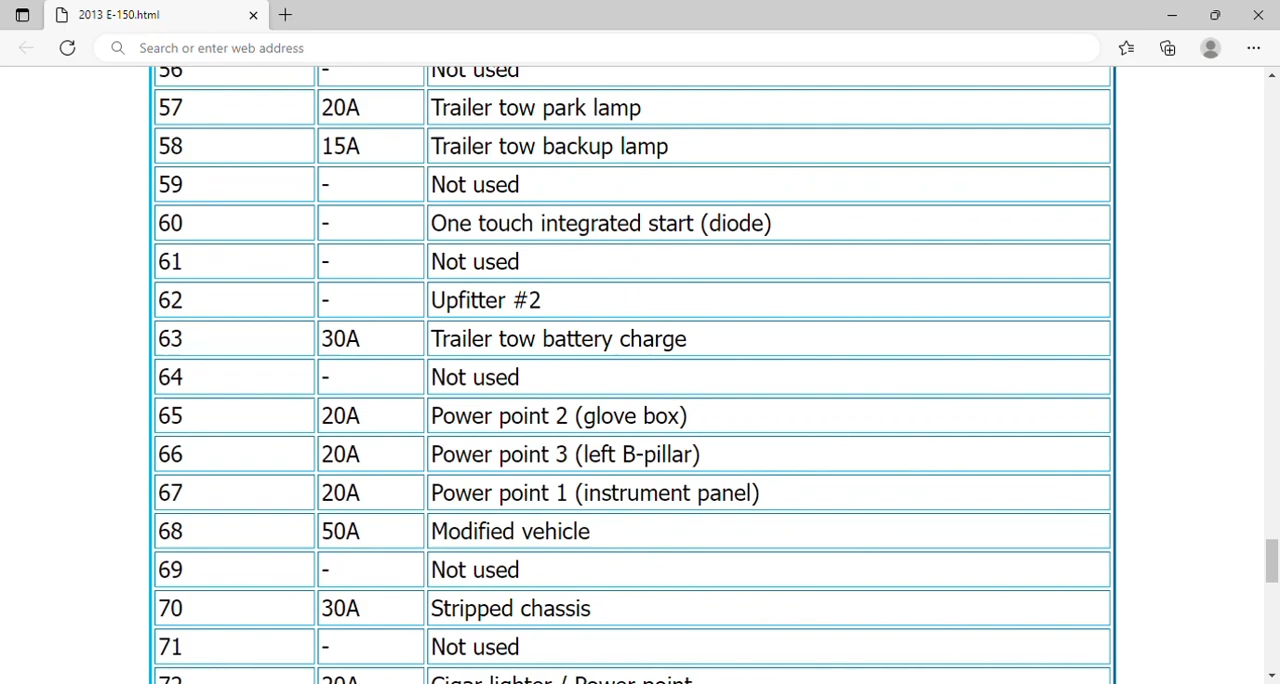 2013 E-150.html
Search or enter web address
56 - Not used
57 20A Trailer tow park lamp
58 15A Trailer tow backup lamp
59 - Not used
60 - One touch integrated start (diode)
61 - Not used
62 - Upfitter #2
63 30A Trailer tow battery charge
64 - Not used
65 20A Power point 2 (glove box)
66 20A Power point 3 (left B-pillar)
67 20A Power point 1 (instrument panel)
68 50A Modified vehicle
69 - Not used
70 30A Stripped chassis
71 - Not used
72 20A Cigar lighter / Power point